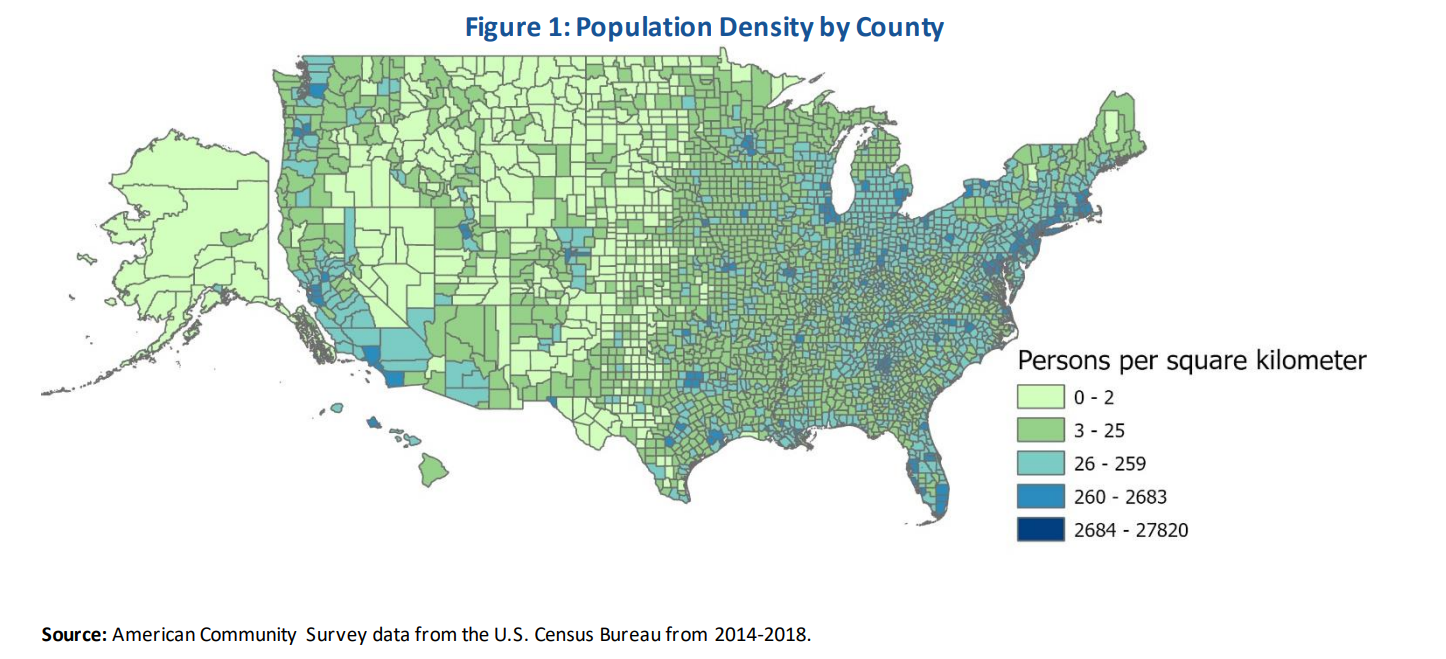 Figure 1: Population Density by County
Persons per square kilometer
0 - 2
3 - 25
26 - 259
260 - 2683
2684 - 27820
Source: American Community Survey data from the U.S. Census Bureau from 2014-2018.